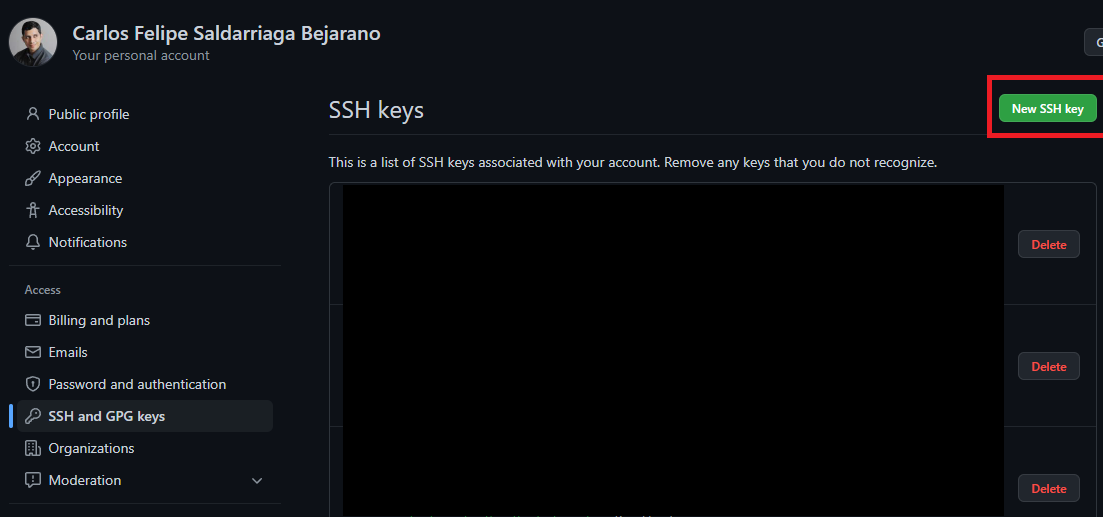 Carlos Felipe Saldarriaga Bejarano
Your personal account
G
Public profile
Account
Appearance
Accessibility
Notifications
Access
Billing and plans
Emails
Password and authentication
SSH and GPG keys
Organizations
Moderation
SSH keys
New SSH key
This is a list of SSH keys associated with your account. Remove any keys that you do not recognize.
Delete
Delete
Delete